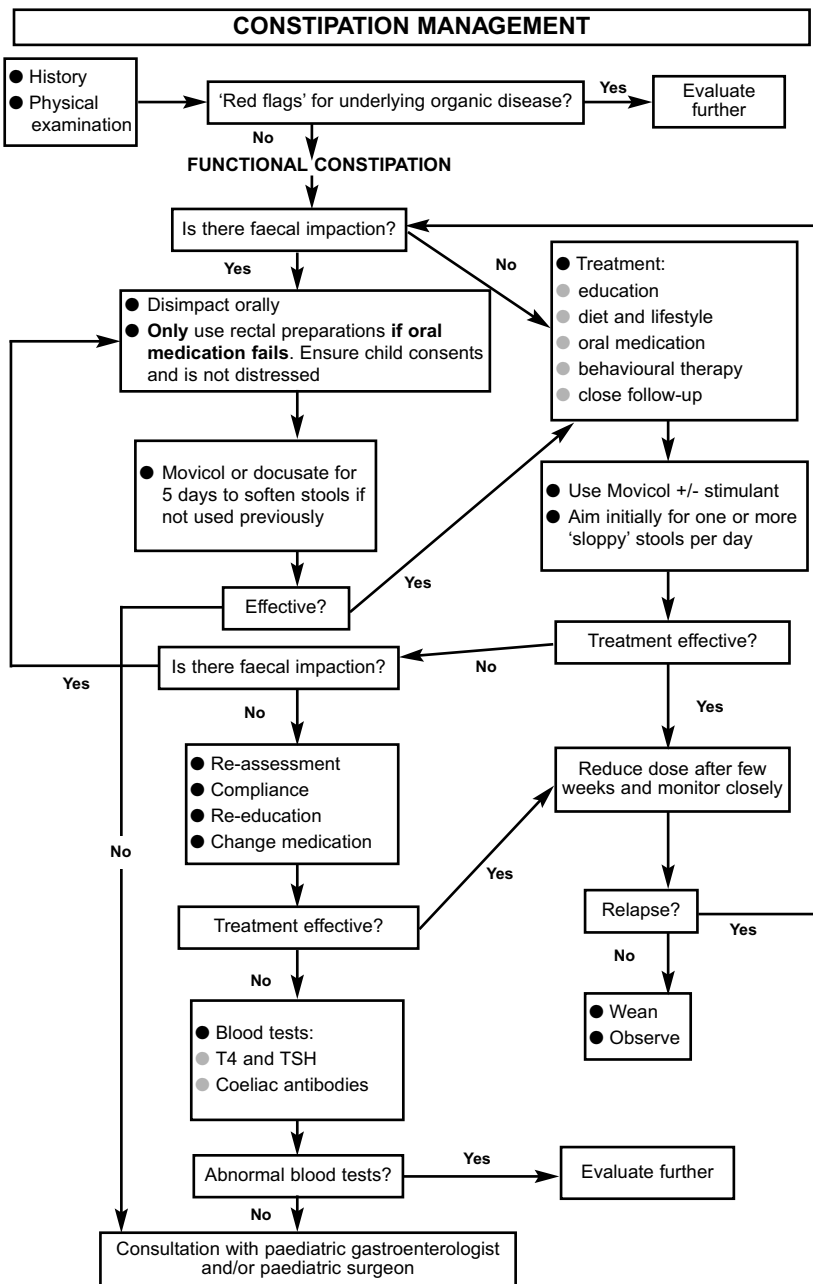 CONSTIPATION MANAGEMENT
● History
● Physical
examination
‘Red flags’ for underlying organic disease?
Yes
Evaluate
further
No
FUNCTIONAL CONSTIPATION
Is there faecal impaction?
Yes
No
● Disimpact orally
● Only use rectal preparations if oral
medication fails. Ensure child consents
and is not distressed
● Treatment:
● education
● diet and lifestyle
● oral medication
● behavioural therapy
● close follow-up
● Movicol or docusate for
5 days to soften stools if
not used previously
● Use Movicol +/- stimulant
● Aim initially for one or more
‘sloppy’ stools per day
Effective?
Yes
Treatment effective?
No
Is there faecal impaction?
Yes
No
Yes
● Re-assessment
● Compliance
● Re-education
● Change medication
Reduce dose after few
weeks and monitor closely
No
Yes
Treatment effective?
Relapse?
Yes
No
No
● Wean
● Observe
● Blood tests:
● T4 and TSH
● Coeliac antibodies
Abnormal blood tests?
Yes
Evaluate further
No
Consultation with paediatric gastroenterologist
and/or paediatric surgeon